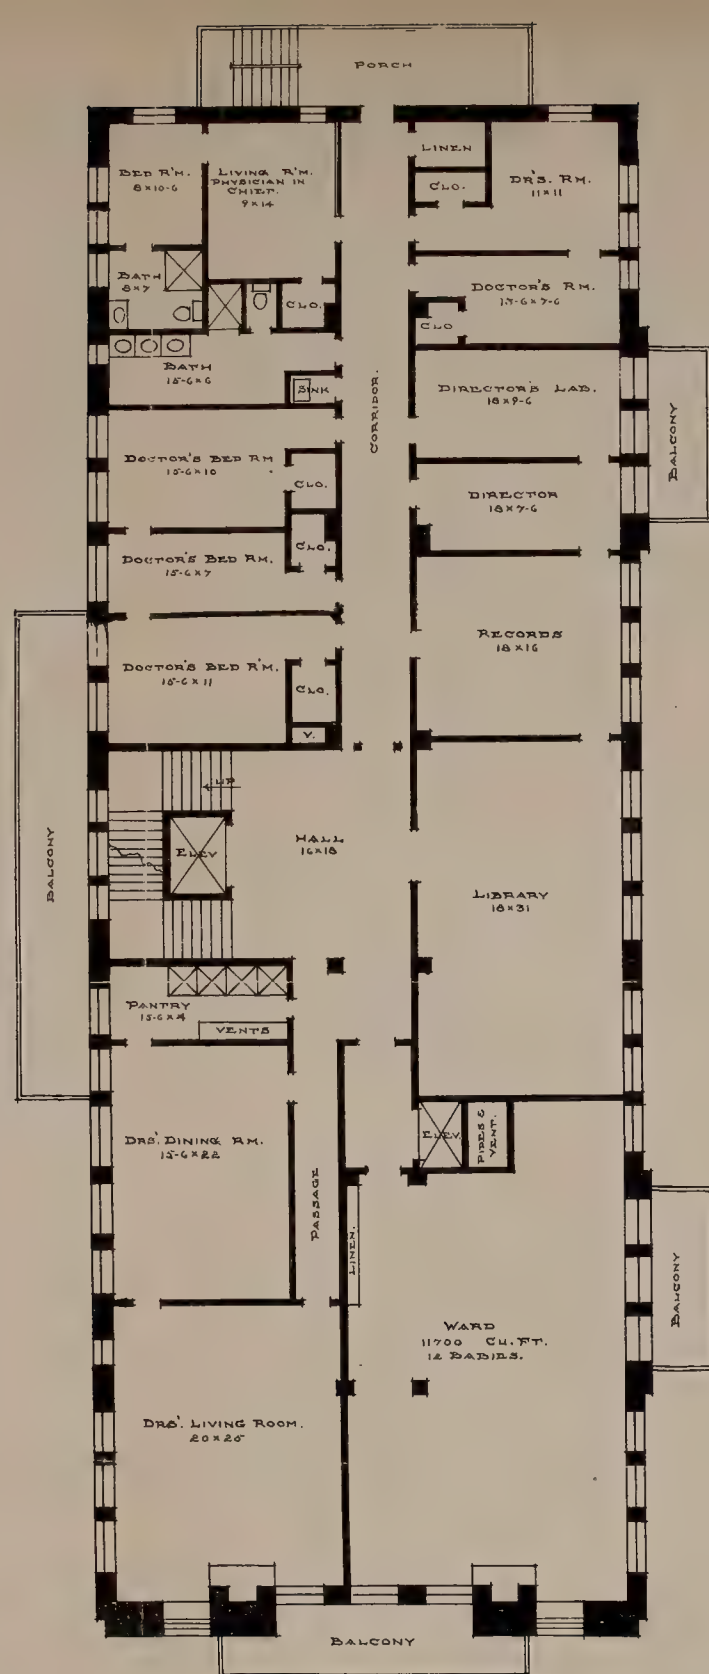 PORCH
BED R'M.
8×10-6
LIVING R'M.
PHYSICIAN IN
CHIEF.
9×14
LINEN
CLO.
DR'S. RM.
11×11
BATH
8×7
CLO.
DOCTOR'S RM.
15-6×7-6
CLO
BATH
15-6×6
SINK
CORRIDOR.
DIRECTOR'S LAB.
18×9-6
BALCONY
DOCTOR'S BED RM
15-6×10
CLO.
DIRECTOR
18×7-6
CLO.
DOCTOR'S BED RM.
15-6×7
RECORDS
18×16
DOCTOR'S BED R'M.
15-6×11
CLO.
V.
UP
ELEV
HALL
16×18
BALCONY
LIBRARY
18×31
PANTRY
15-6×4
VENTS
DRS'. DINING RM.
15-6×22
PASSAGE
ELEV.
PIPES &
VENT.
LINEN.
WARD
11700 CU. FT.
12 BABIES.
BALCONY
DRS'. LIVING ROOM.
20×25
BALCONY